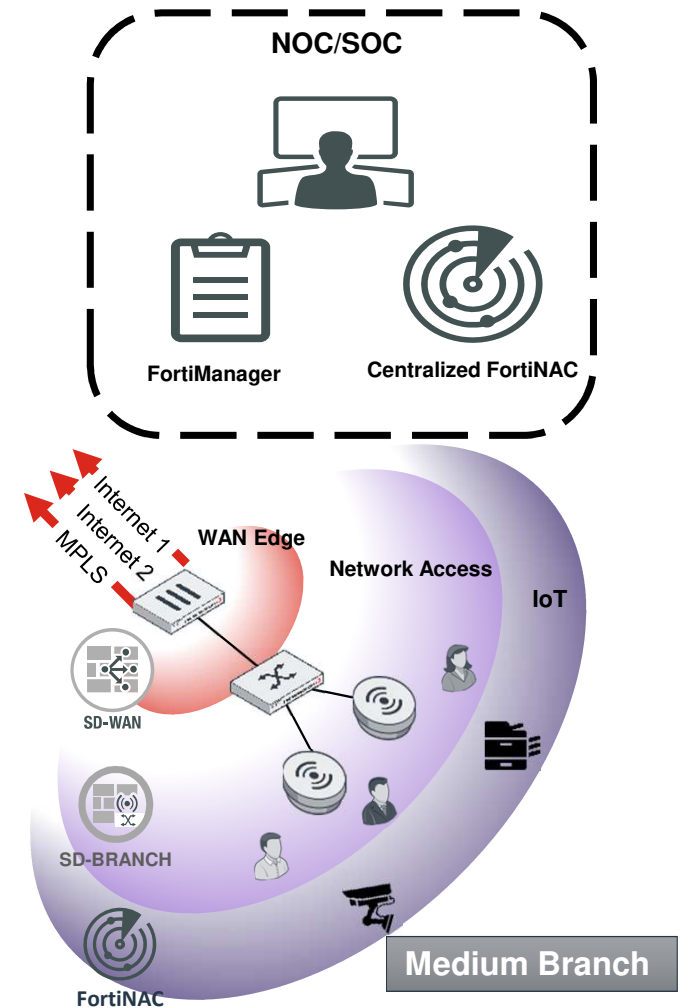 NOC/SOC
FortiManager
Centralized FortiNAC
Internet 1
Internet 2
MPLS
WAN Edge
Network Access
IoT
SD-WAN
SD-BRANCH
FortiNAC
Medium Branch